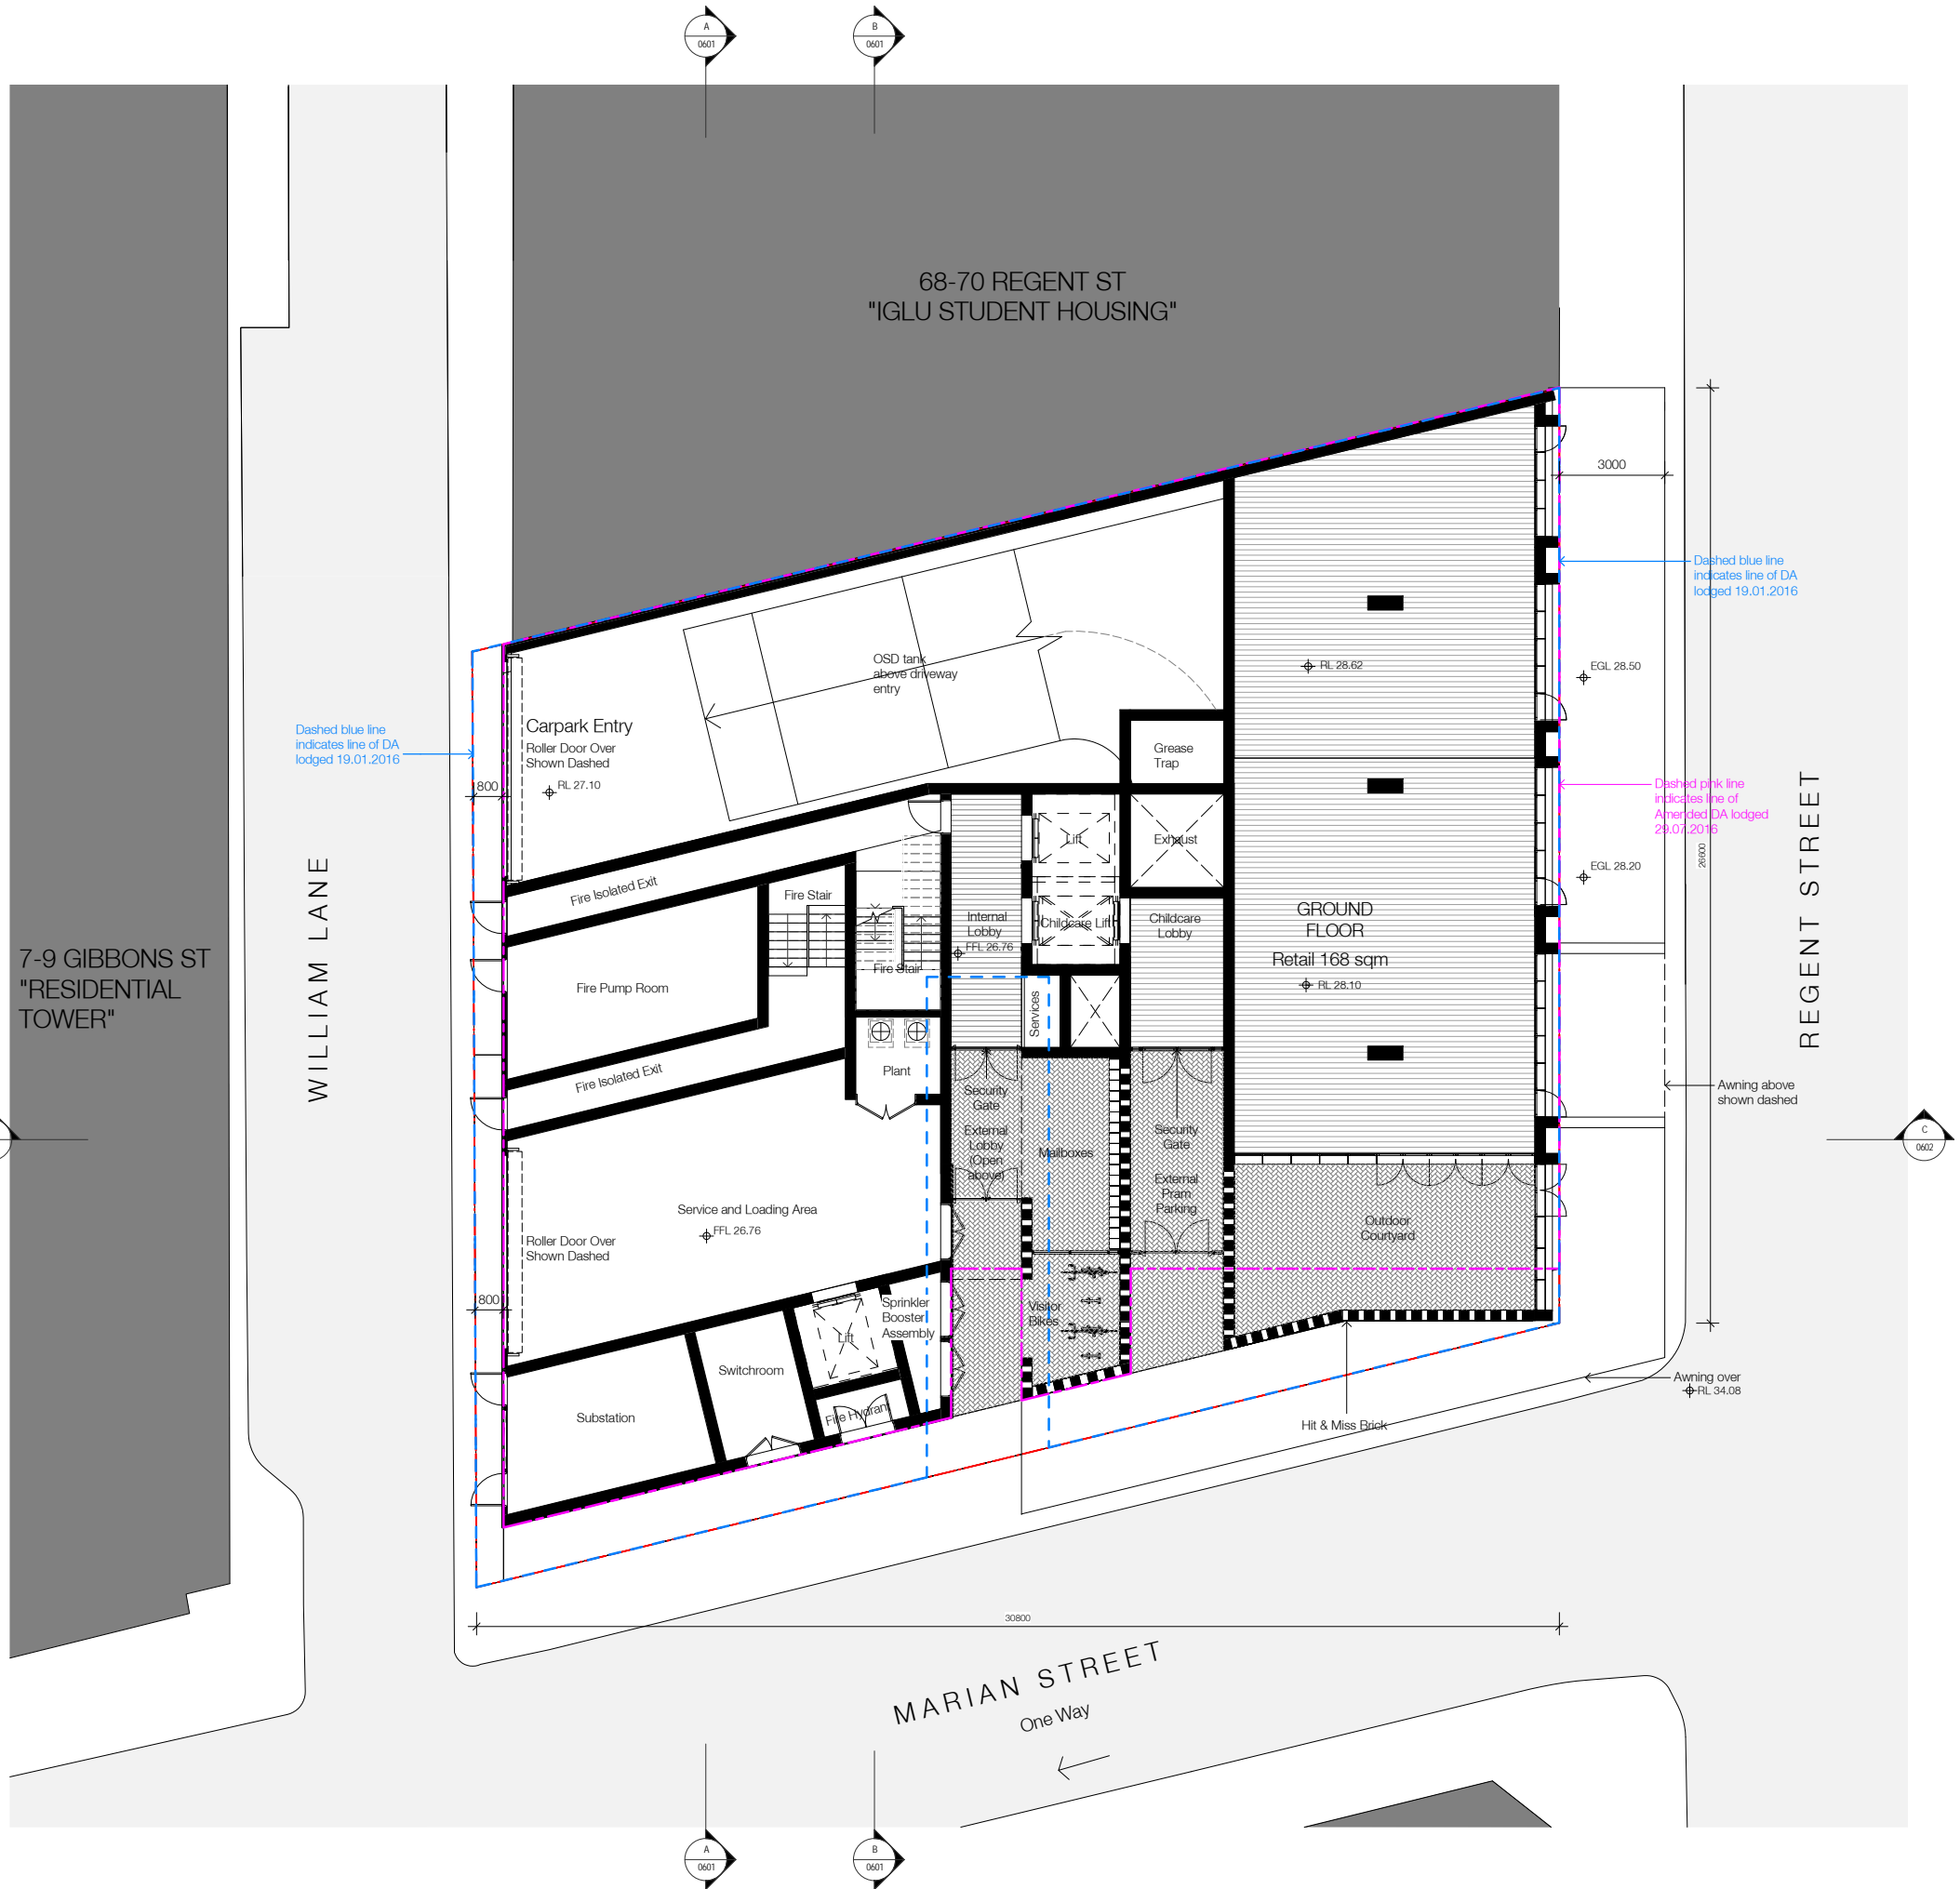 A
0601
B
0601
68-70 REGENT ST
"IGLU STUDENT HOUSING"
3000
Dashed blue line
indicates line of DA
lodged 19.01.2016
OSD tank
above driveway
entry
RL 28.62
EGL 28.50
Carpark Entry
Roller Door Over
Shown Dashed
RL 27.10
Dashed blue line
indicates line of DA
lodged 19.01.2016
800
Grease
Trap
Dashed pink line
indicates line of
Amended DA lodged
29.07.2016
26600
REGENT STREET
Lift
Exhaust
EGL 28.20
WILLIAM LANE
Fire Isolated Exit
Fire Stair
Internal
Lobby
FFL 26.76
Childcare Lift
Childcare
Lobby
GROUND
FLOOR
Retail 168 sqm
RL 28.10
7-9 GIBBONS ST
"RESIDENTIAL
TOWER"
Fire Stair
Fire Pump Room
Services
Fire Isolated Exit
Plant
Security
Gate
External
Lobby
(Open
above)
Mailboxes
Security
Gate
External
Pram
Parking
Awning above
shown dashed
C
0602
Service and Loading Area
FFL 26.76
Roller Door Over
Shown Dashed
Outdoor
Courtyard
800
Sprinkler
Booster
Assembly
Lift
Visitor
Bikes
Switchroom
Substation
Fire Hydrant
Hit & Miss Brick
Awning over
RL 34.08
30800
MARIAN STREET
One Way
A
0601
B
0601